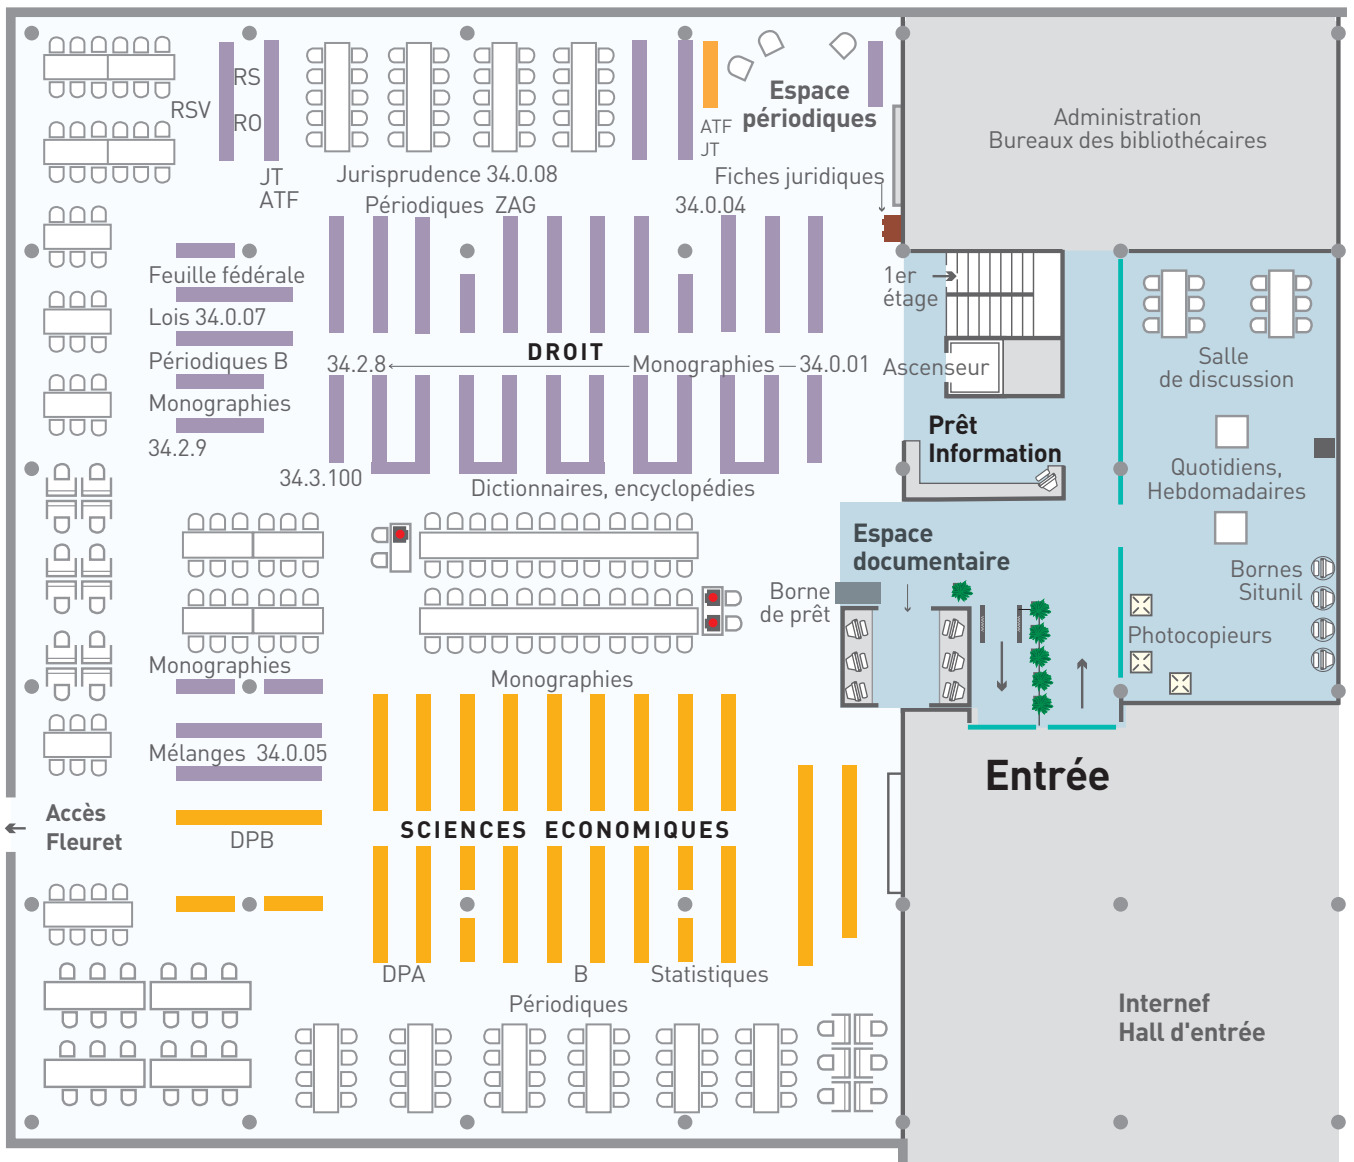 RSV
RS
RO
JT
ATF
Jurisprudence 34.0.08
Périodiques ZAG
ATF
JT
Espace
périodiques
Fiches juridiques
34.0.04
Administration
Bureaux des bibliothécaires
Feuille fédérale
Lois 34.0.07
Périodiques B
Monographies
34.2.9
1er
étage
DROIT
34.2.8
Monographies
34.0.01
Ascenseur
34.3.100
Dictionnaires, encyclopédies
Prêt
Information
Salle
de discussion
Quotidiens,
Hebdomadaires
Espace
documentaire
Borne
de prêt
Bornes
Situnil
Photocopieurs
Monographies
Monographies
Mélanges 34.0.05
Entrée
Accès
Fleuret
DPB
SCIENCES ECONOMIQUES
DPA
B
Statistiques
Périodiques
Internef
Hall d'entrée